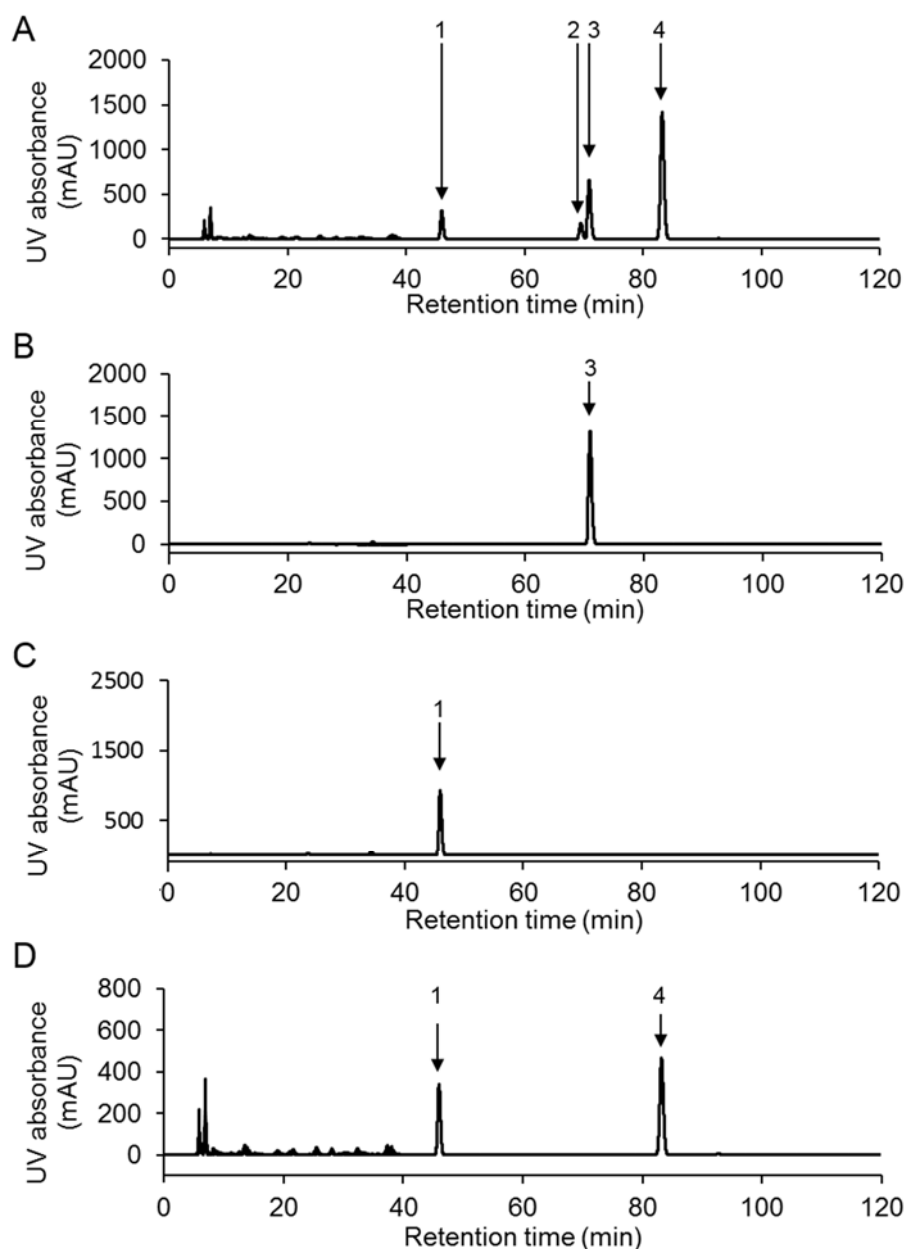 A
1 2 3 4
UV absorbance
(mAU)
2000
1500
1000
500
0
0 20 40 60 80 100 120
Retention time (min)
B
3
UV absorbance
(mAU)
2000
1500
1000
500
0
0 20 40 60 80 100 120
Retention time (min)
C
1
UV absorbance
(mAU)
2500
1500
500
0 20 40 60 80 100 120
Retention time (min)
D
1 4
UV absorbance
(mAU)
800
600
400
200
0
0 20 40 60 80 100 120
Retention time (min)